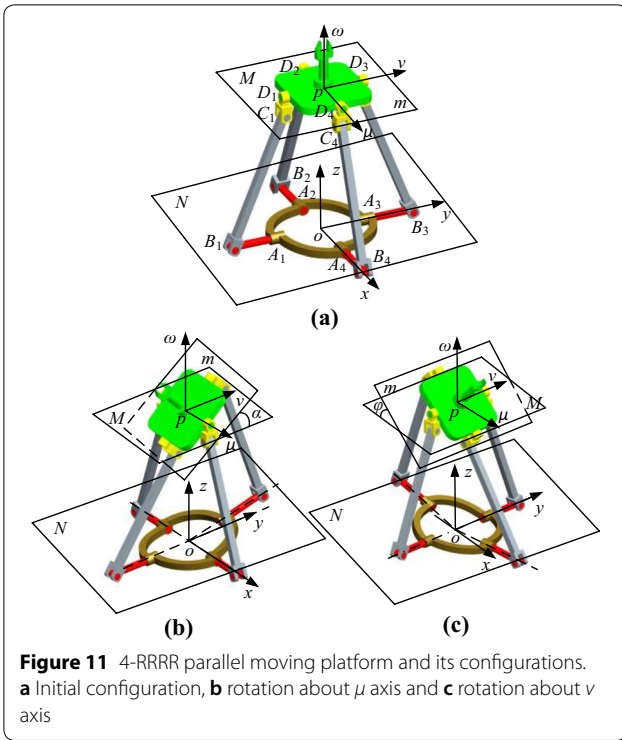 ω
M
D₂
D₃
v
D₁
p
C₁
D₄
m
μ
C₄
N
B₂
z
A₂
A₃
y
B₁
o
B₃
A₁
A₄
B₄
x
(a)
ω
m
M
v
p
α
μ
N
z
y
o
x
(b)
ω
m
v
φ
p
M
μ
N
z
y
o
x
(c)
Figure 11 4-RRRR parallel moving platform and its configurations.
a Initial configuration, b rotation about μ axis and c rotation about v
axis